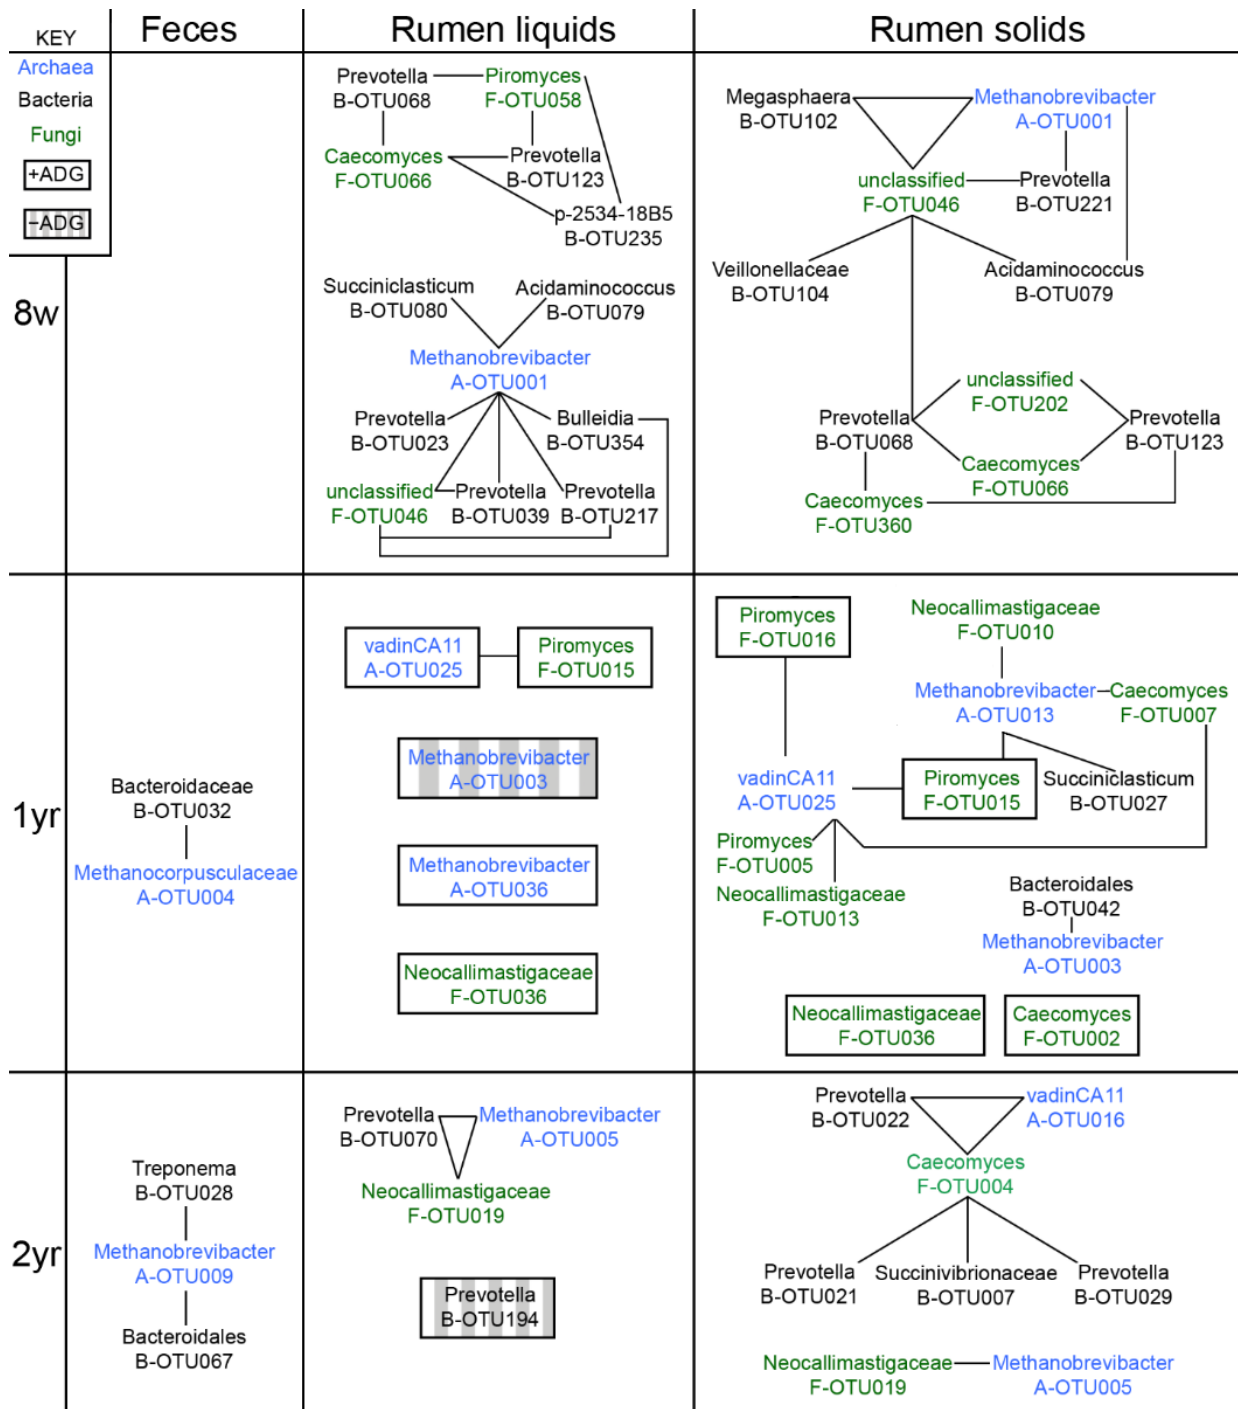 KEY
Feces
Rumen liquids
Rumen solids
Archaea
Bacteria
Fungi
+ADG
−ADG
8w
Prevotella
B-OTU068
Piromyces
F-OTU058
Caecomyces
F-OTU066
Prevotella
B-OTU123
p-2534-18B5
B-OTU235
Succiniclasticum
B-OTU080
Acidaminococcus
B-OTU079
Methanobrevibacter
A-OTU001
Prevotella
B-OTU023
Bulleidia
B-OTU354
unclassified
F-OTU046
Prevotella
B-OTU039
Prevotella
B-OTU217
Megasphaera
B-OTU102
Methanobrevibacter
A-OTU001
unclassified
F-OTU046
Prevotella
B-OTU221
Veillonellaceae
B-OTU104
Acidaminococcus
B-OTU079
unclassified
F-OTU202
Prevotella
B-OTU068
Prevotella
B-OTU123
Caecomyces
F-OTU066
Caecomyces
F-OTU360
1yr
Bacteroidaceae
B-OTU032
Methanocorpusculaceae
A-OTU004
vadinCA11
A-OTU025
Piromyces
F-OTU015
Methanobrevibacter
A-OTU003
Methanobrevibacter
A-OTU036
Neocallimastigaceae
F-OTU036
Piromyces
F-OTU016
Neocallimastigaceae
F-OTU010
Methanobrevibacter
A-OTU013
Caecomyces
F-OTU007
vadinCA11
A-OTU025
Piromyces
F-OTU015
Succiniclasticum
B-OTU027
Piromyces
F-OTU005
Neocallimastigaceae
F-OTU013
Bacteroidales
B-OTU042
Methanobrevibacter
A-OTU003
Neocallimastigaceae
F-OTU036
Caecomyces
F-OTU002
2yr
Treponema
B-OTU028
Methanobrevibacter
A-OTU009
Bacteroidales
B-OTU067
Prevotella
B-OTU070
Methanobrevibacter
A-OTU005
Neocallimastigaceae
F-OTU019
Prevotella
B-OTU194
Prevotella
B-OTU022
vadinCA11
A-OTU016
Caecomyces
F-OTU004
Prevotella
B-OTU021
Succinivibrionaceae
B-OTU007
Prevotella
B-OTU029
Neocallimastigaceae
F-OTU019
Methanobrevibacter
A-OTU005